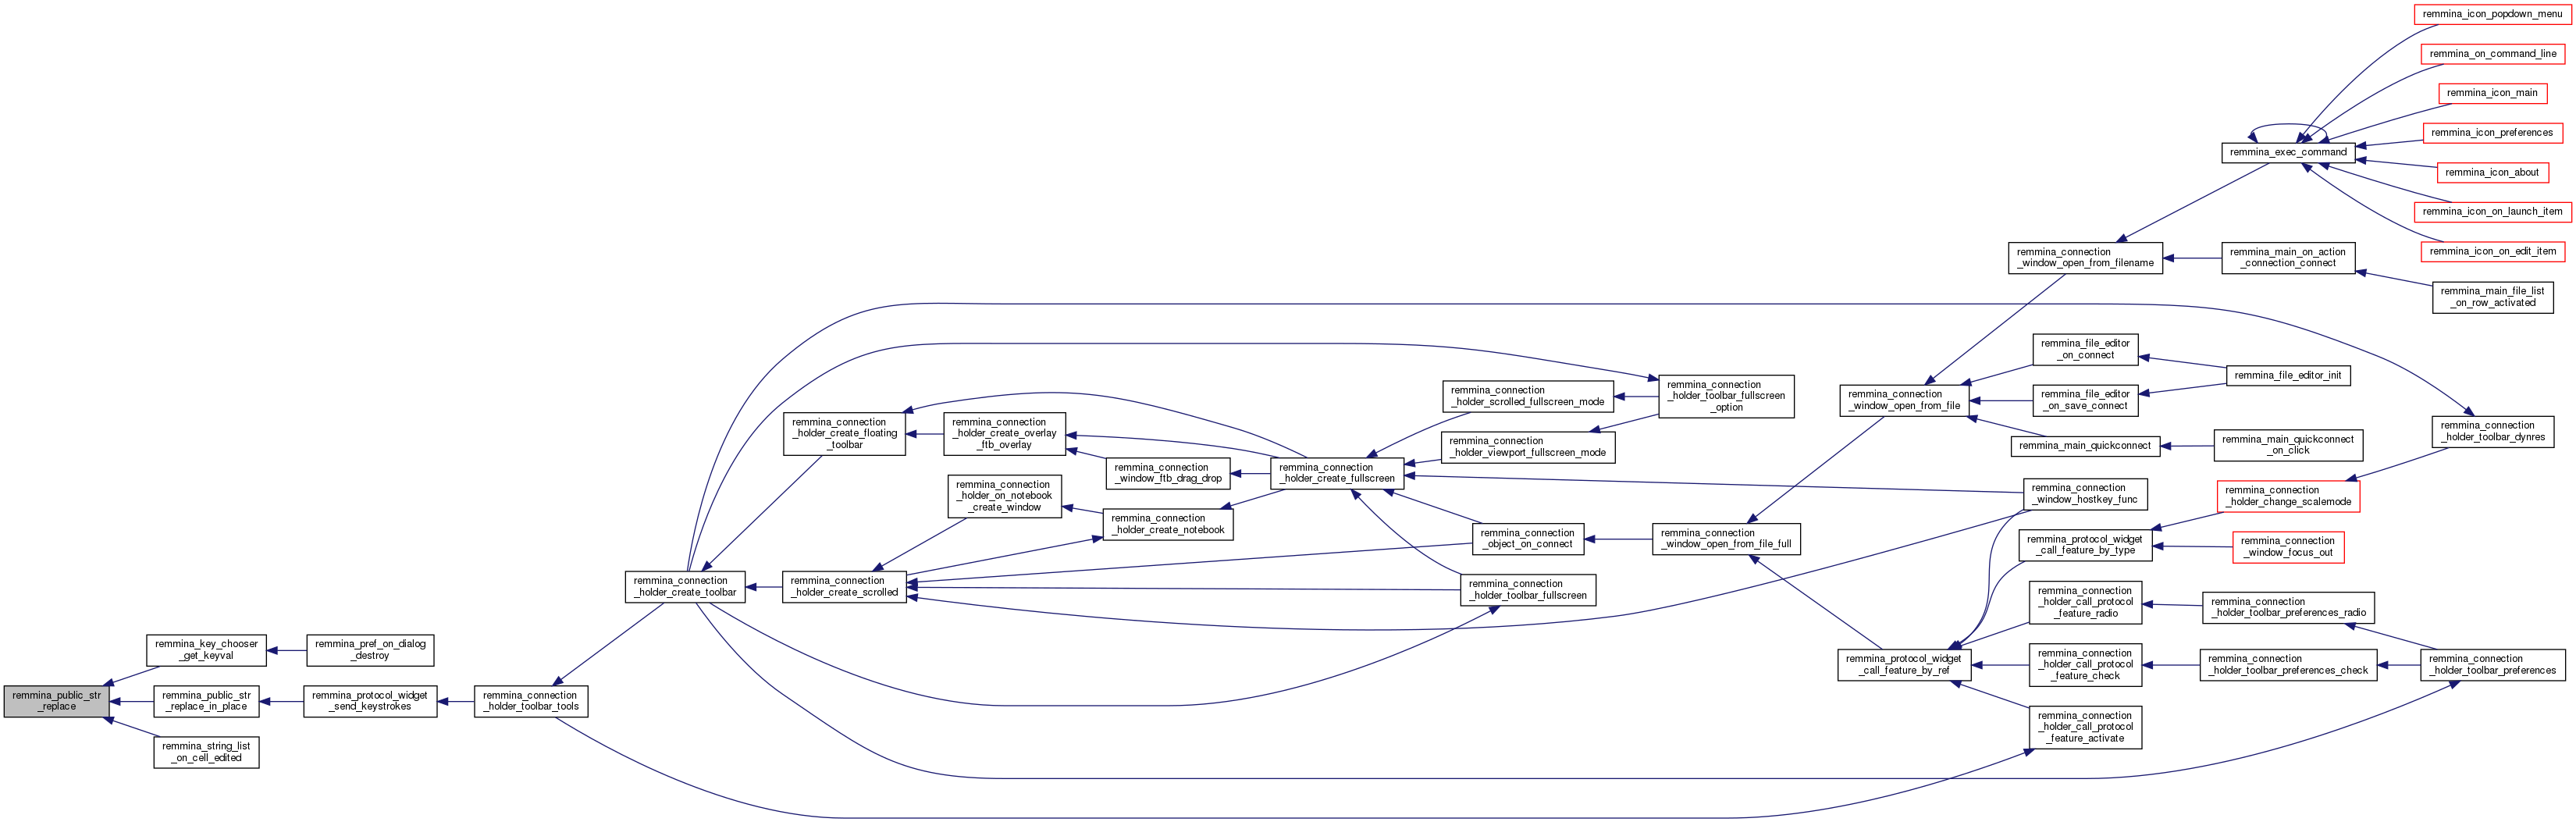 remmina_public_str
_replace
remmina_key_chooser
_get_keyval
remmina_pref_on_dialog
_destroy
remmina_public_str
_replace_in_place
remmina_protocol_widget
_send_keystrokes
remmina_string_list
_on_cell_edited
remmina_connection
_holder_toolbar_tools
remmina_connection
_holder_create_toolbar
remmina_connection
_holder_create_floating
_toolbar
remmina_connection
_holder_create_scrolled
remmina_connection
_holder_create_overlay
_ftb_overlay
remmina_connection
_holder_on_notebook
_create_window
remmina_connection
_window_ftb_drag_drop
remmina_connection
_holder_create_notebook
remmina_connection
_holder_create_fullscreen
remmina_connection
_holder_scrolled_fullscreen_mode
remmina_connection
_holder_viewport_fullscreen_mode
remmina_connection
_object_on_connect
remmina_connection
_holder_toolbar_fullscreen
remmina_connection
_holder_toolbar_fullscreen
_option
remmina_connection
_window_open_from_file_full
remmina_connection
_window_open_from_file
remmina_protocol_widget
_call_feature_by_ref
remmina_connection
_window_open_from_filename
remmina_file_editor
_on_connect
remmina_file_editor
_on_save_connect
remmina_main_quickconnect
remmina_connection
_window_hostkey_func
remmina_protocol_widget
_call_feature_by_type
remmina_connection
_holder_call_protocol
_feature_radio
remmina_connection
_holder_call_protocol
_feature_check
remmina_connection
_holder_call_protocol
_feature_activate
remmina_exec_command
remmina_main_on_action
_connection_connect
remmina_file_editor_init
remmina_main_quickconnect
_on_click
remmina_connection
_holder_change_scalemode
remmina_connection
_window_focus_out
remmina_connection
_holder_toolbar_preferences_radio
remmina_connection
_holder_toolbar_preferences_check
remmina_icon_popdown_menu
remmina_on_command_line
remmina_icon_main
remmina_icon_preferences
remmina_icon_about
remmina_icon_on_launch_item
remmina_icon_on_edit_item
remmina_main_file_list
_on_row_activated
remmina_connection
_holder_toolbar_dynres
remmina_connection
_holder_toolbar_preferences